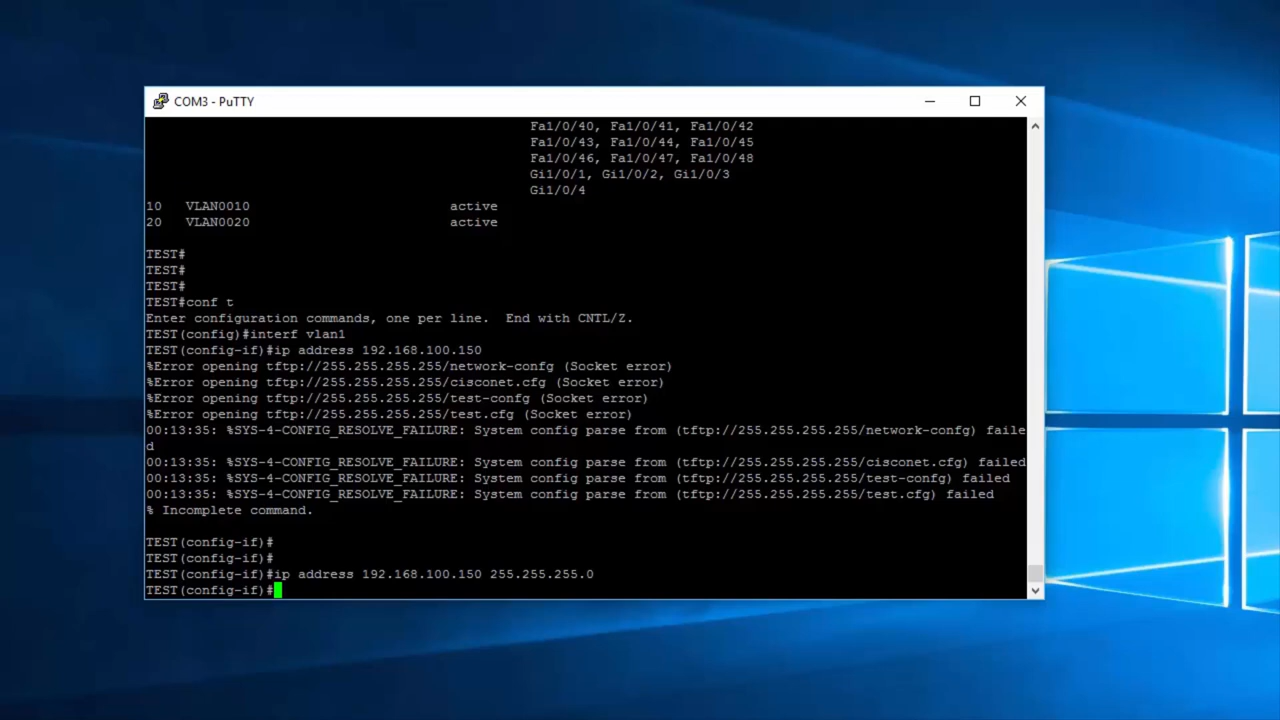 COM3 - PuTTY
Fa1/0/40, Fa1/0/41, Fa1/0/42
Fa1/0/43, Fa1/0/44, Fa1/0/45
Fa1/0/46, Fa1/0/47, Fa1/0/48
Gi1/0/1, Gi1/0/2, Gi1/0/3
Gi1/0/4
10 VLAN0010 active
20 VLAN0020 active
TEST#
TEST#
TEST#
TEST#conf t
Enter configuration commands, one per line. End with CNTL/Z.
TEST(config)#interf vlan1
TEST(config-if)#ip address 192.168.100.150
%Error opening tftp://255.255.255.255/network-confg (Socket error)
%Error opening tftp://255.255.255.255/cisconet.cfg (Socket error)
%Error opening tftp://255.255.255.255/test-confg (Socket error)
%Error opening tftp://255.255.255.255/test.cfg (Socket error)
00:13:35: %SYS-4-CONFIG_RESOLVE_FAILURE: System config parse from (tftp://255.255.255.255/network-confg) faile
d
00:13:35: %SYS-4-CONFIG_RESOLVE_FAILURE: System config parse from (tftp://255.255.255.255/cisconet.cfg) failed
00:13:35: %SYS-4-CONFIG_RESOLVE_FAILURE: System config parse from (tftp://255.255.255.255/test-confg) failed
00:13:35: %SYS-4-CONFIG_RESOLVE_FAILURE: System config parse from (tftp://255.255.255.255/test.cfg) failed
% Incomplete command.
TEST(config-if)#
TEST(config-if)#
TEST(config-if)#ip address 192.168.100.150 255.255.255.0
TEST(config-if)#